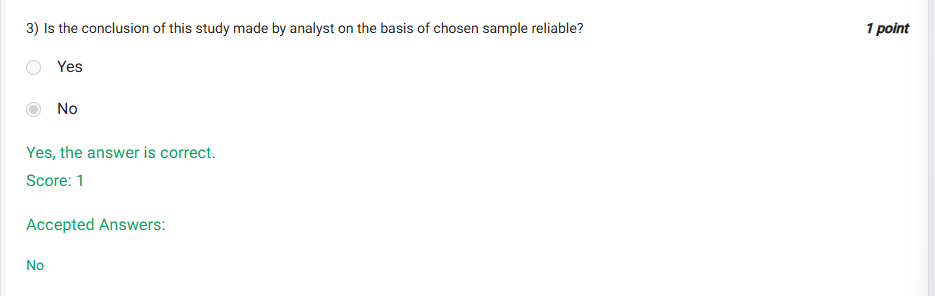 3) Is the conclusion of this study made by analyst on the basis of chosen sample reliable?
1 point
Yes
No
Yes, the answer is correct.
Score: 1
Accepted Answers:
No